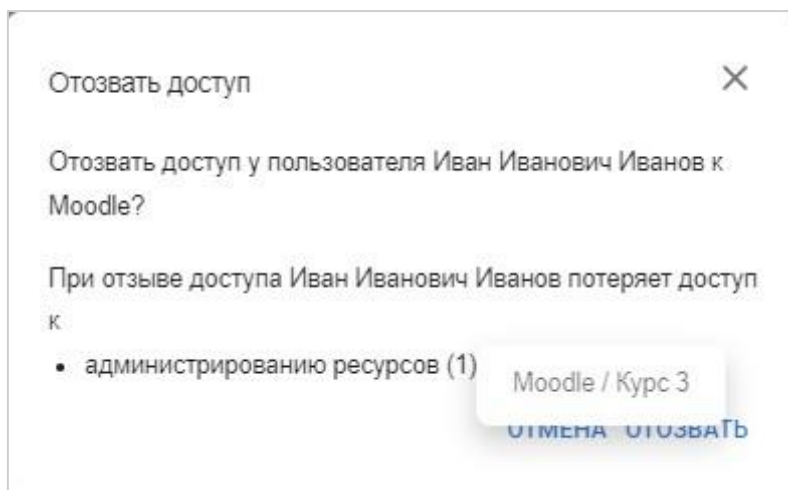 Отозвать доступ
Отозвать доступ у пользователя Иван Иванович Иванов к
Moodle?
При отзыве доступа Иван Иванович Иванов потеряет доступ
к
• администрированию ресурсов (1)
Moodle / Курс 3
ОТМЕНА ОТОЗВАТЬ